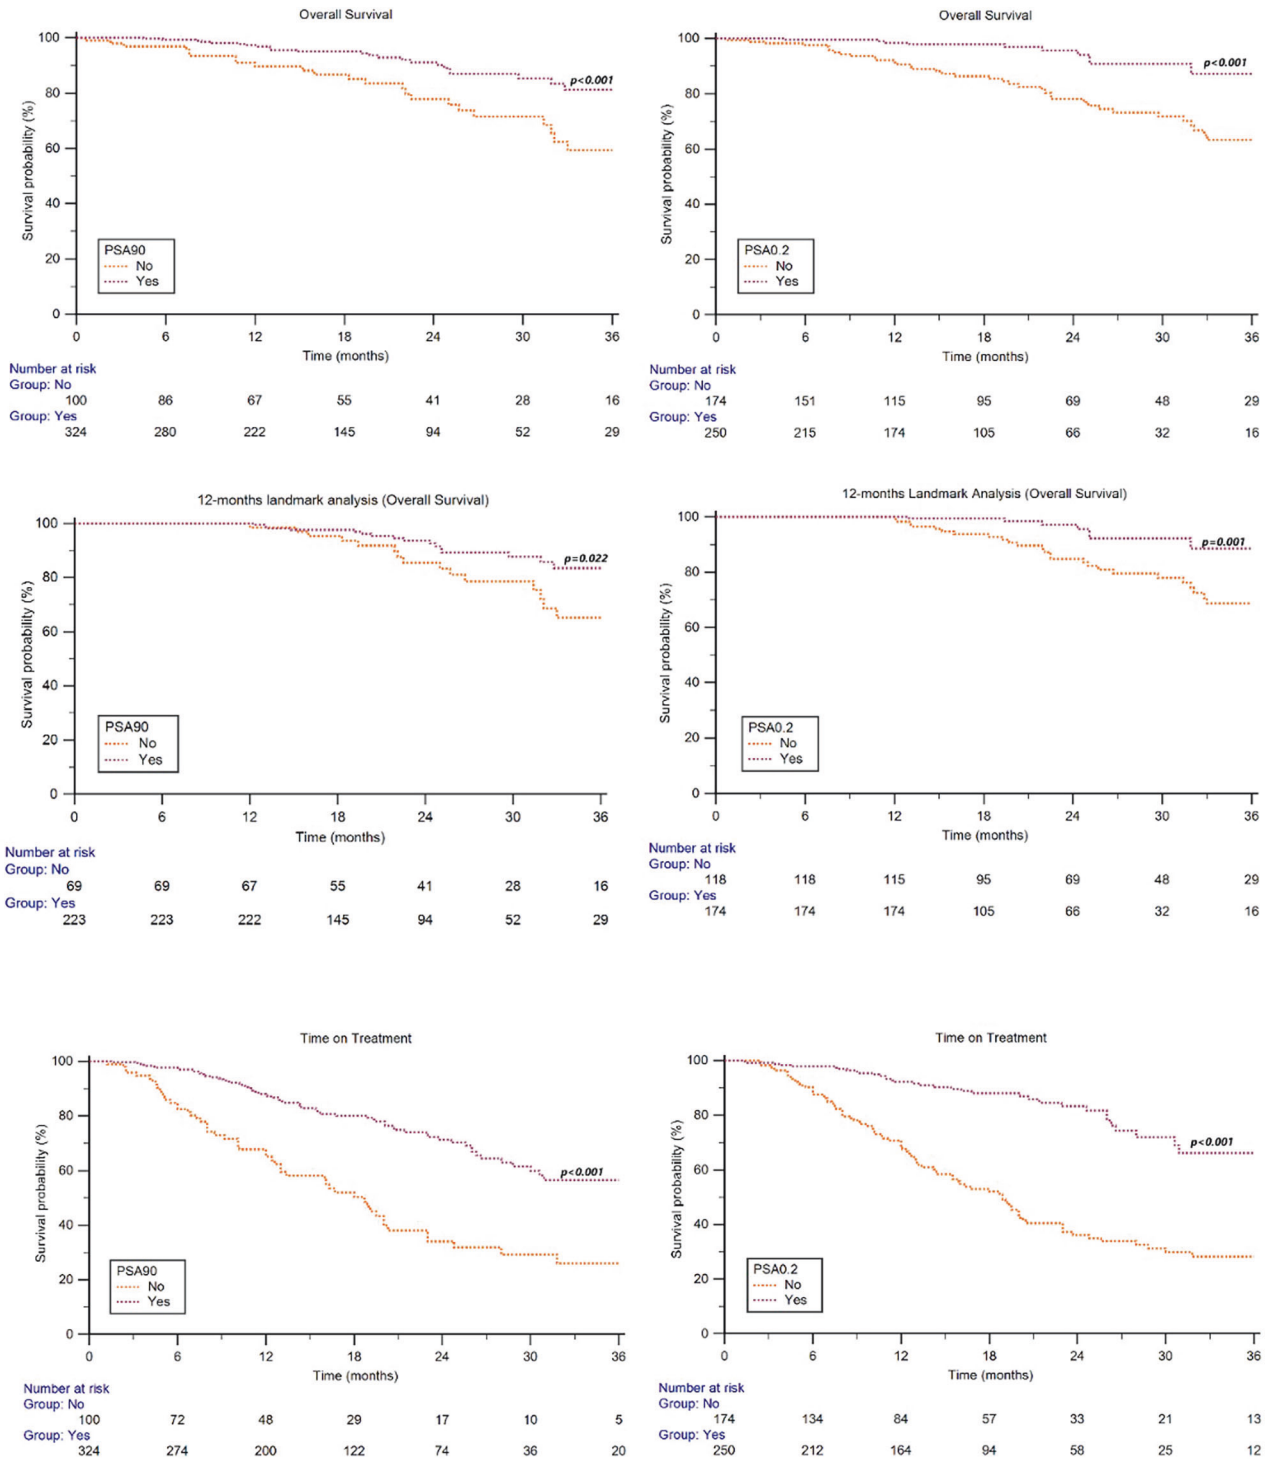 Overall Survival
100
80
60
40
20
0
Survival probability (%)
p<0.001
PSA90
No
Yes
0 6 12 18 24 30 36
Time (months)
Number at risk
Group: No
100 86 67 55 41 28 16
Group: Yes
324 280 222 145 94 52 29
Overall Survival
100
80
60
40
20
0
Survival probability (%)
p<0.001
PSA0.2
No
Yes
0 6 12 18 24 30 36
Time (months)
Number at risk
Group: No
174 151 115 95 69 48 29
Group: Yes
250 215 174 105 66 32 16
12-months landmark analysis (Overall Survival)
100
80
60
40
20
0
Survival probability (%)
p=0.022
PSA90
No
Yes
0 6 12 18 24 30 36
Time (months)
Number at risk
Group: No
69 69 67 55 41 28 16
Group: Yes
223 223 222 145 94 52 29
12-months Landmark Analysis (Overall Survival)
100
80
60
40
20
0
Survival probability (%)
p=0.001
PSA0.2
No
Yes
0 6 12 18 24 30 36
Time (months)
Number at risk
Group: No
118 118 115 95 69 48 29
Group: Yes
174 174 174 105 66 32 16
Time on Treatment
100
80
60
40
20
0
Survival probability (%)
p<0.001
PSA90
No
Yes
0 6 12 18 24 30 36
Time (months)
Number at risk
Group: No
100 72 48 29 17 10 5
Group: Yes
324 274 200 122 74 36 20
Time on Treatment
100
80
60
40
20
0
Survival probability (%)
p<0.001
PSA0.2
No
Yes
0 6 12 18 24 30 36
Time (months)
Number at risk
Group: No
174 134 84 57 33 21 13
Group: Yes
250 212 164 94 58 25 12